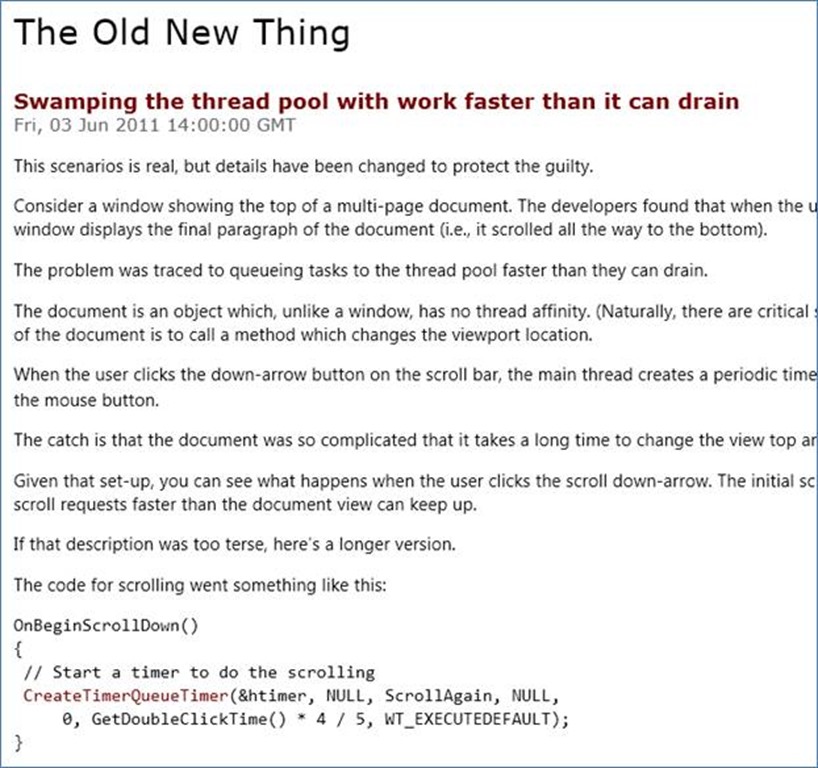 The Old New Thing
Swamping the thread pool with work faster than it can drain
Fri, 03 Jun 2011 14:00:00 GMT
This scenarios is real, but details have been changed to protect the guilty.
Consider a window showing the top of a multi-page document. The developers found that when the
window displays the final paragraph of the document (i.e., it scrolled all the way to the bottom).
The problem was traced to queueing tasks to the thread pool faster than they can drain.
The document is an object which, unlike a window, has no thread affinity. (Naturally, there are critical
of the document is to call a method which changes the viewport location.
When the user clicks the down-arrow button on the scroll bar, the main thread creates a periodic time
the mouse button.
The catch is that the document was so complicated that it takes a long time to change the view top
Given that set-up, you can see what happens when the user clicks the scroll down-arrow. The initial sc
scroll requests faster than the document view can keep up.
If that description was too terse, here's a longer version.
The code for scrolling went something like this:
OnBeginScrollDown()
{
// Start a timer to do the scrolling
CreateTimerQueueTimer(&htimer, NULL, ScrollAgain, NULL,
0, GetDoubleClickTime() * 4 / 5, WT_EXECUTEDEFAULT);
}